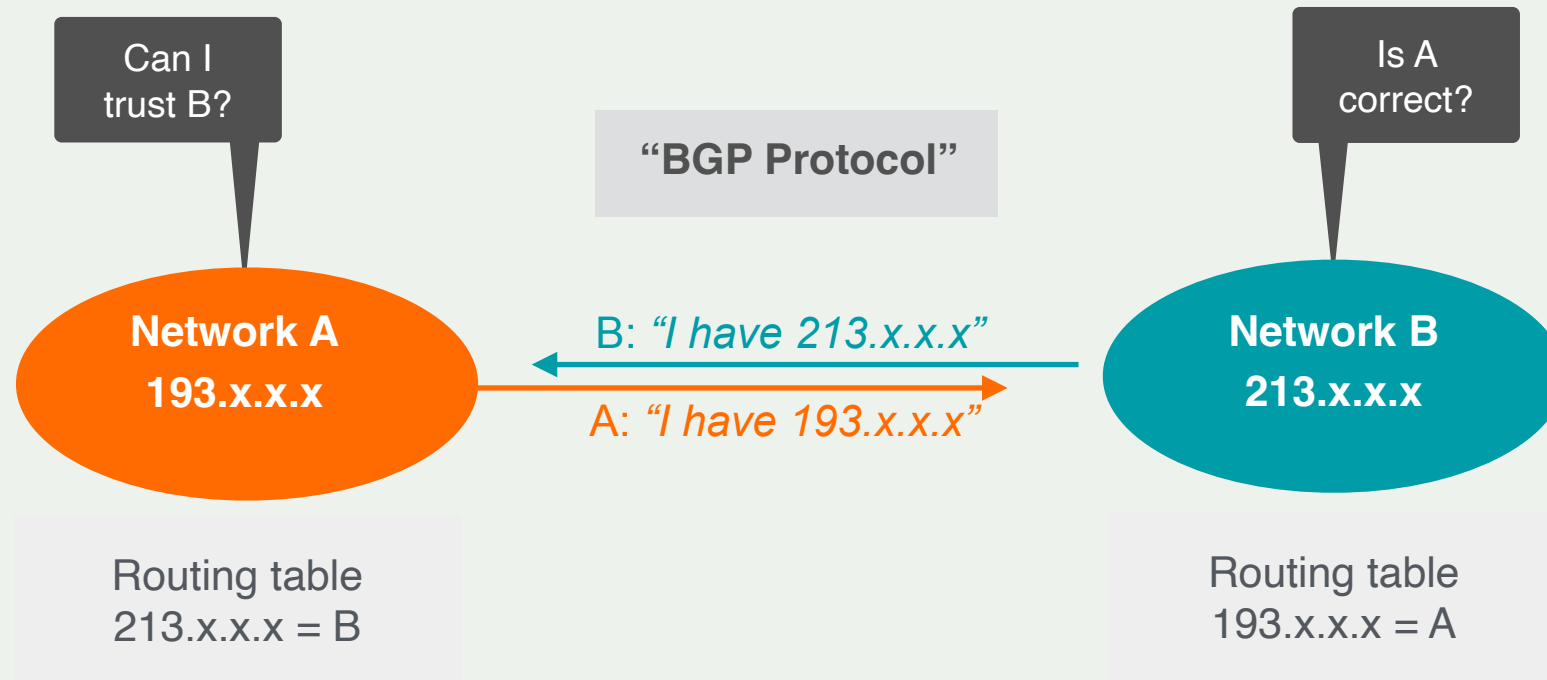 Can I
trust B?
Is A
correct?
“BGP Protocol”
Network A
193.x.x.x
B: “I have 213.x.x.x”
A: “I have 193.x.x.x”
Network B
213.x.x.x
Routing table
213.x.x.x = B
Routing table
193.x.x.x = A